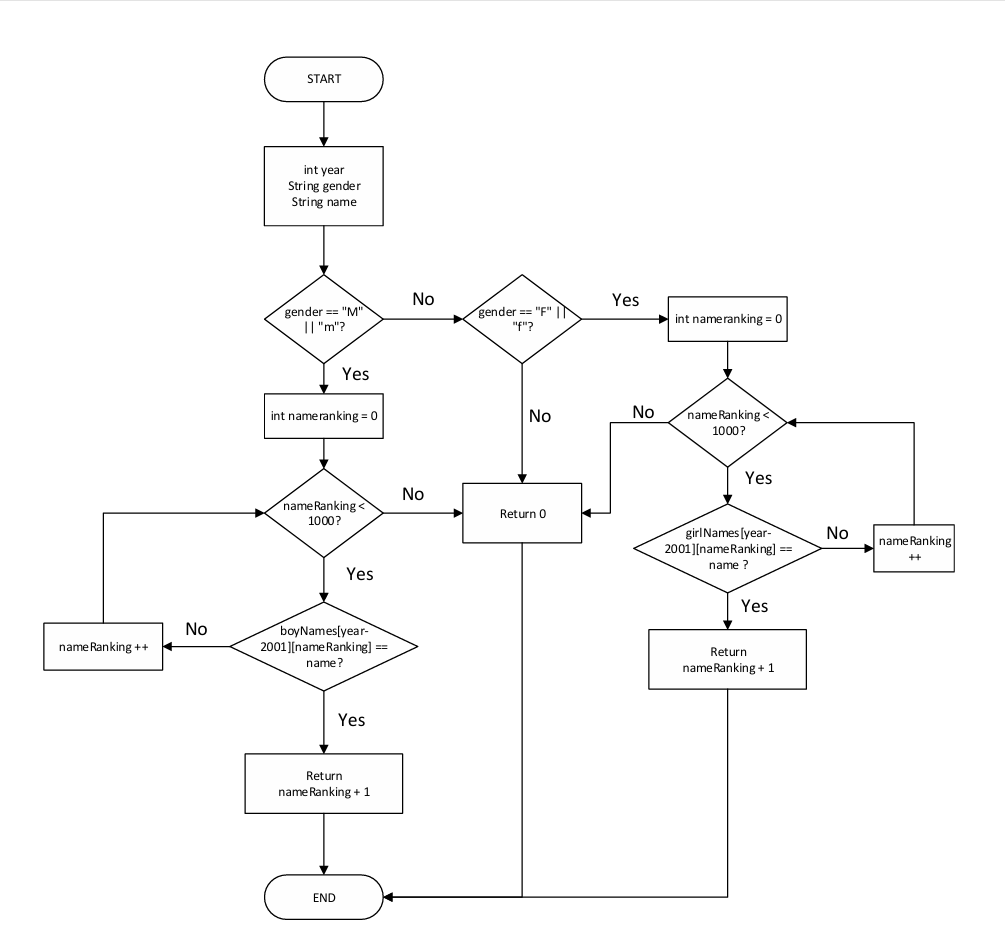 START
int year
String gender
String name
gender == "M"
|| "m"?
No
gender == "F" ||
"f"?
Yes
int nameranking = 0
Yes
int nameranking = 0
No
No
nameRanking <
1000?
Yes
nameRanking <
1000?
No
Return 0
girlNames[year-
2001][nameRanking] ==
name ?
No
nameRanking
++
Yes
Yes
boyNames[year-
2001][nameRanking] ==
name?
No
nameRanking ++
Return
nameRanking + 1
Yes
Return
nameRanking + 1
END